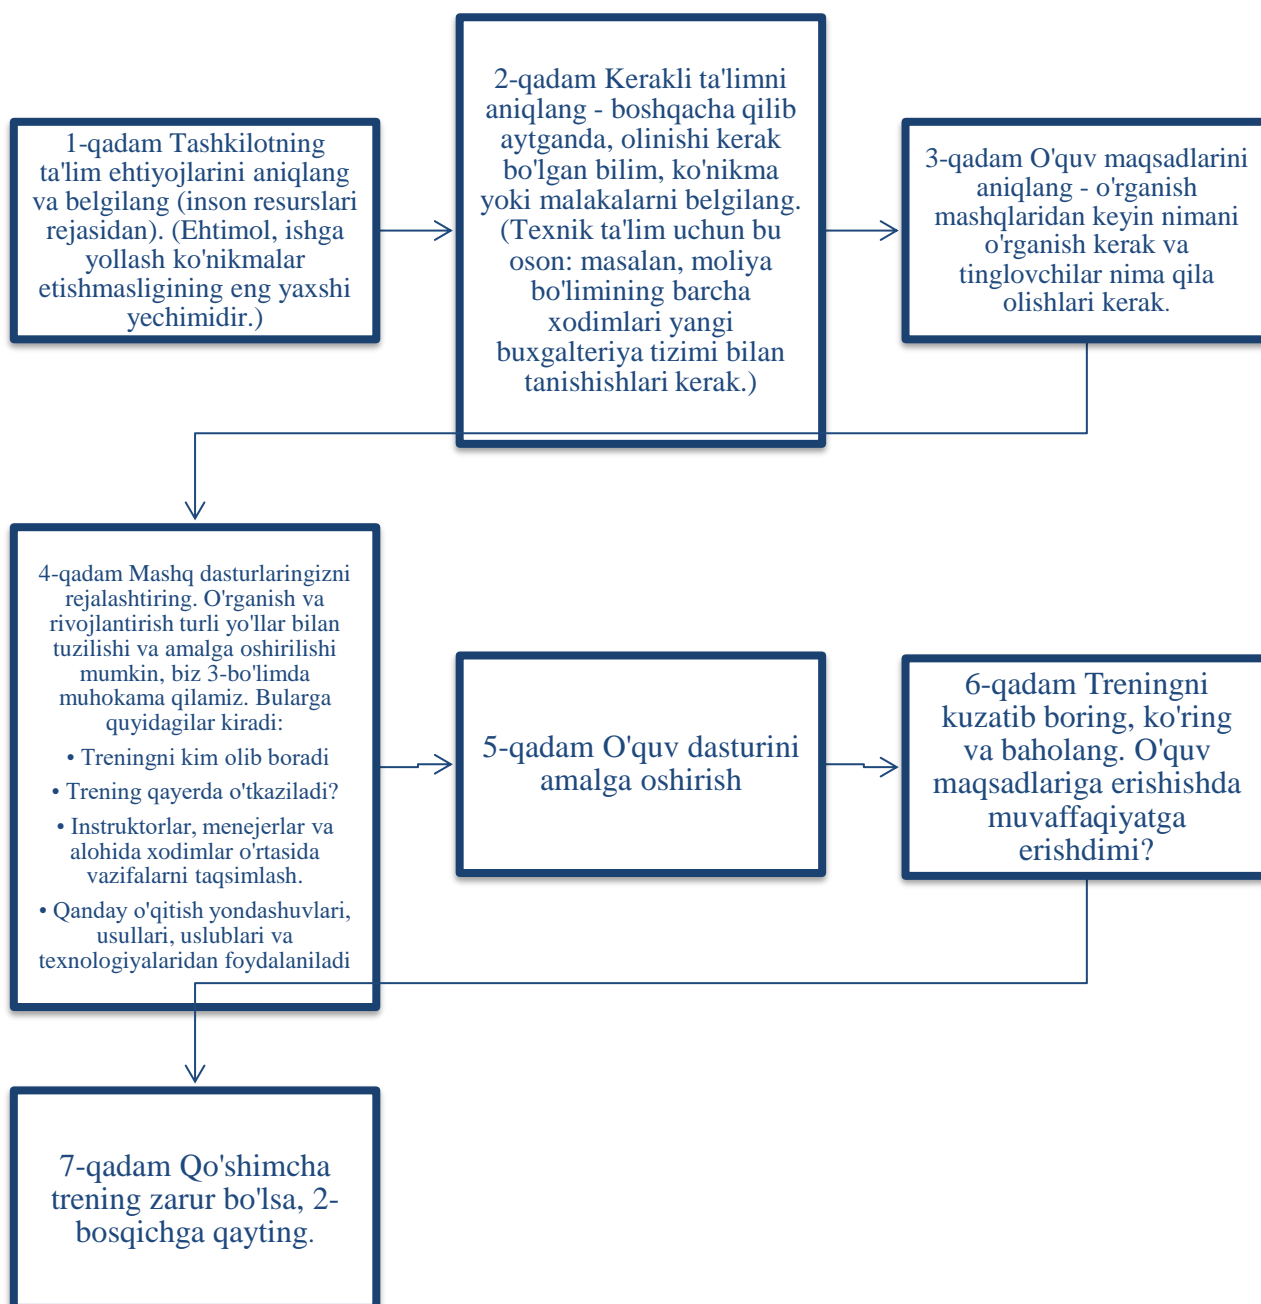 1-qadam Tashkilotning
ta'lim ehtiyojlarini aniqlang
va belgilang (inson resurslari
rejasidan). (Ehtimol, ishga
yollash ko'nikmalar
etishmasligining eng yaxshi
yechimidir.)
2-qadam Kerakli ta'limni
aniqlang - boshqacha qilib
aytganda, olinishi kerak
bo'lgan bilim, ko'nikma
yoki malakalarni belgilang.
(Texnik ta'lim uchun bu
oson: masalan, moliya
bo'limining barcha
xodimlari yangi
buxgalteriya tizimi bilan
tanishishlari kerak.)
3-qadam O'quv maqsadlarini
aniqlang - o'rganish
mashqlaridan keyin nimani
o'rganish kerak va
tinglovchilar nima qila
olishlari kerak.
4-qadam Mashq dasturlaringizni
rejalashtiring. O'rganish va
rivojlantirish turli yo'llar bilan
tuzilishi va amalga oshirilishi
mumkin, biz 3-bo'limda
muhokama qilamiz. Bularga
quyidagilar kiradi:
• Treningni kim olib boradi
• Trening qayerda o'tkaziladi?
• Instruktorlar, menejerlar va
alohida xodimlar o'rtasida
vazifalarni taqsimlash.
• Qanday o'qitish yondashuvlari,
usullari, uslublari va
texnologiyalaridan foydalaniladi
5-qadam O'quv dasturini
amalga oshirish
6-qadam Treningni
kuzatib boring, ko'ring
va baholang. O'quv
maqsadlariga erishishda
muvaffaqiyatga
erishdimi?
7-qadam Qo'shimcha
trening zarur bo'lsa, 2-
bosqichga qayting.